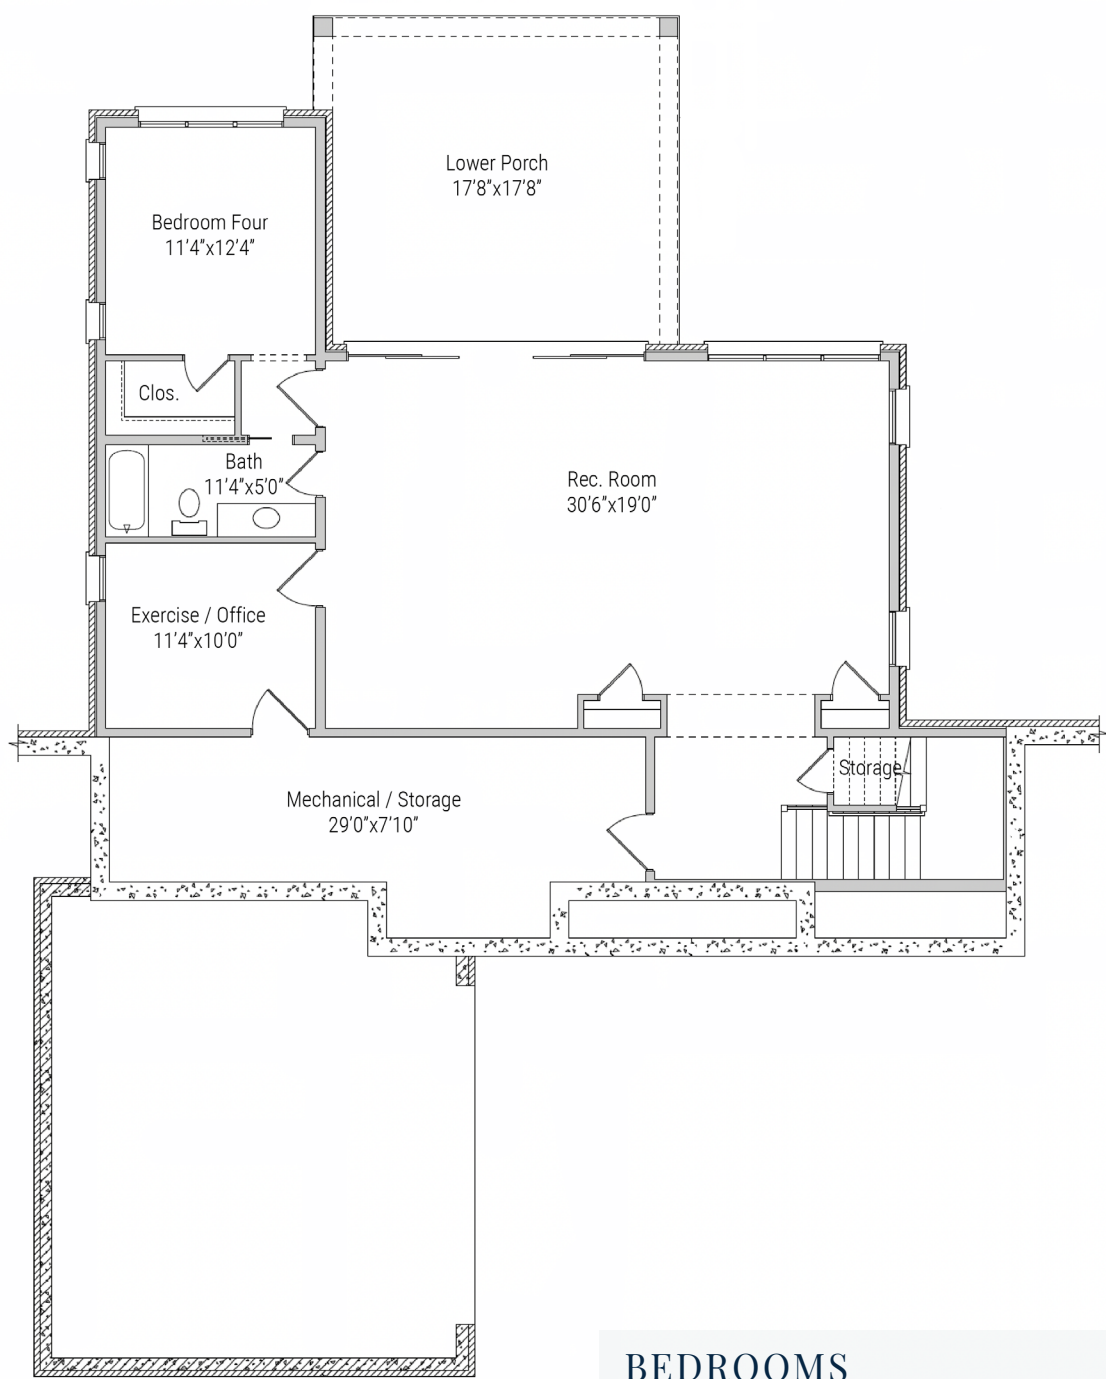 Lower Porch
17'8"x17'8"
Bedroom Four
11'4"x12'4"
Clos.
Bath
11'4"x5'0"
Rec. Room
30'6"x19'0"
Exercise / Office
11'4"x10'0"
Storage
Mechanical / Storage
29'0"x7'10"
BEDROOMS